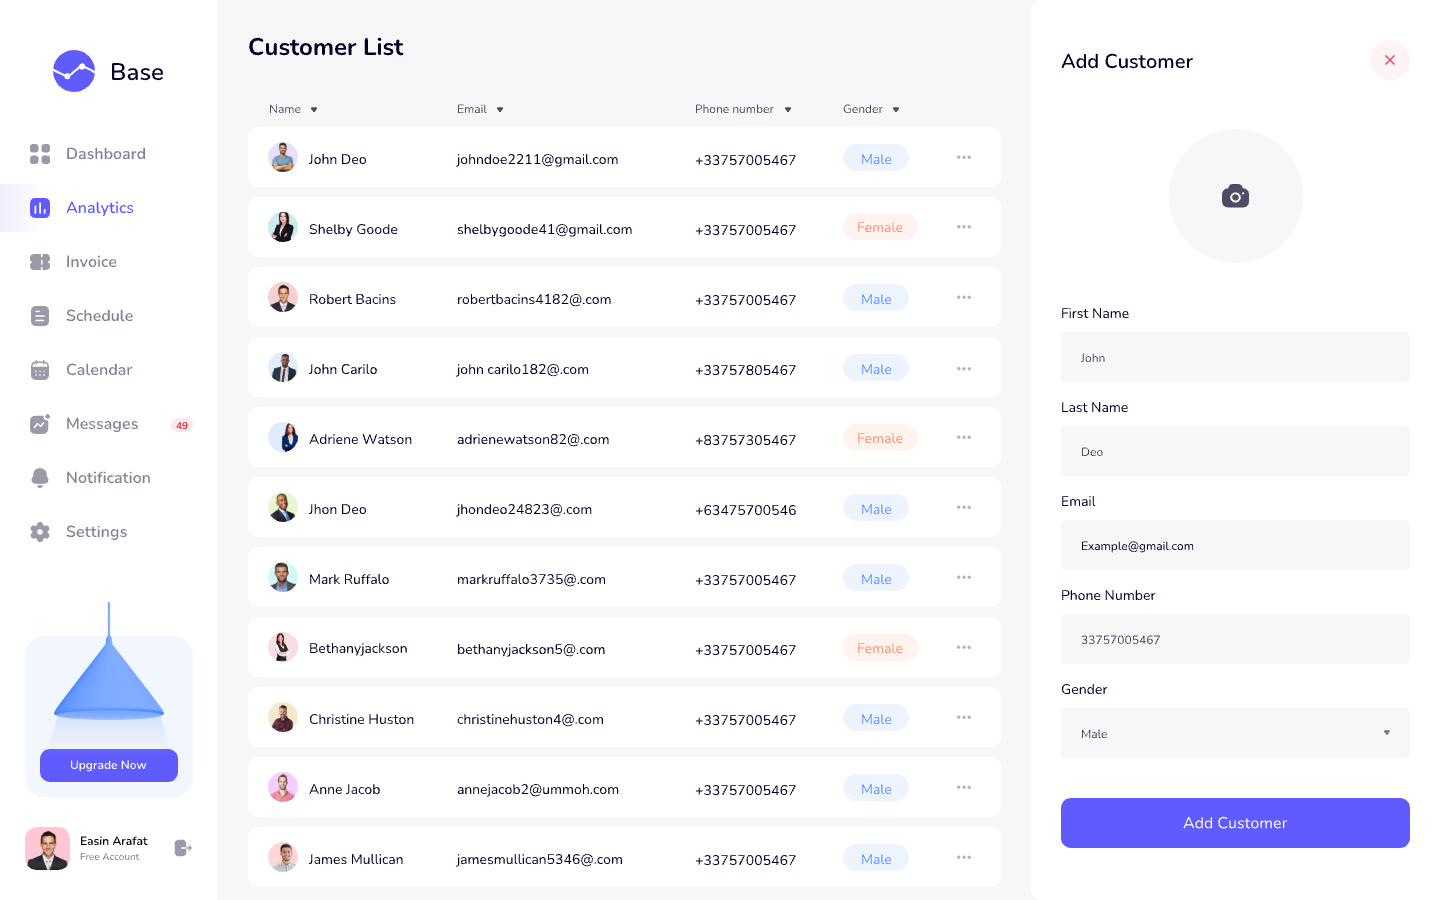 Base
Dashboard
Analytics
Invoice
Schedule
Calendar
Messages 49
Notification
Settings
Upgrade Now
Easin Arafat
Free Account
Customer List
Name Email Phone number Gender
John Deo johndoe2211@gmail.com +33757005467 Male
Shelby Goode shelbygoode41@gmail.com +33757005467 Female
Robert Bacins robertbacins4182@.com +33757005467 Male
John Carilo john carilo182@.com +33757805467 Male
Adriene Watson adrienewatson82@.com +83757305467 Female
Jhon Deo jhondeo24823@.com +63475700546 Male
Mark Ruffalo markruffalo3735@.com +33757005467 Male
Bethanyjackson bethanyjackson5@.com +33757005467 Female
Christine Huston christinehuston4@.com +33757005467 Male
Anne Jacob annejacob2@ummoh.com +33757005467 Male
James Mullican jamesmullican5346@.com +33757005467 Male
Add Customer
First Name
John
Last Name
Deo
Email
Example@gmail.com
Phone Number
33757005467
Gender
Male
Add Customer